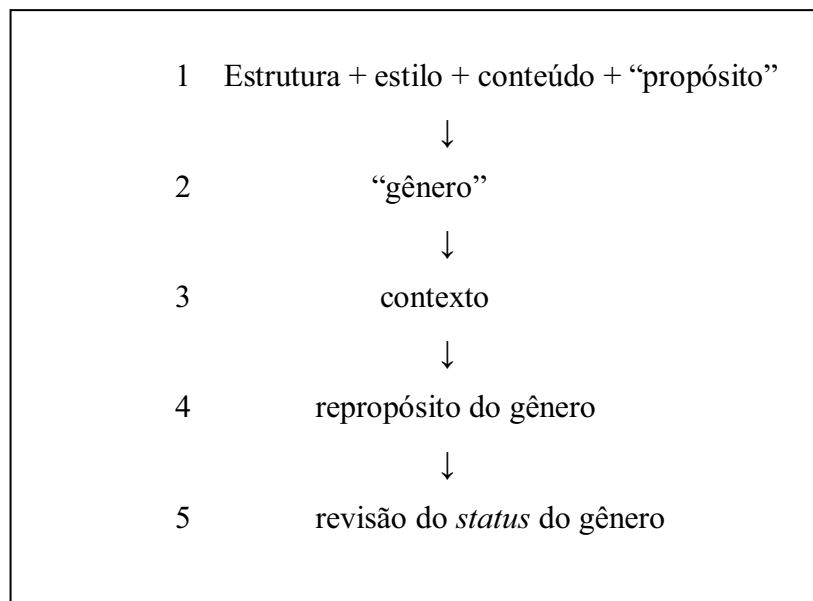 1 Estrutura + estilo + conteúdo + “propósito”
↓
2 “gênero”
↓
3 contexto
↓
4 repropósito do gênero
↓
5 revisão do status do gênero